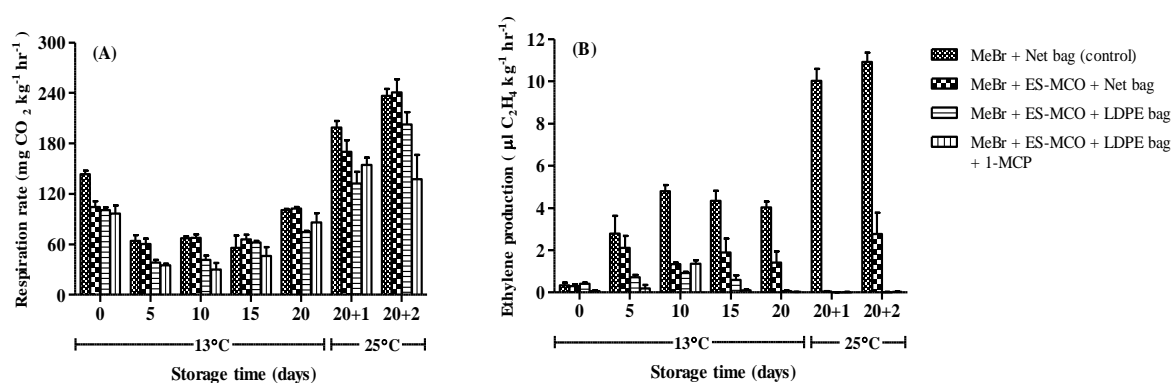 (A)
Respiration rate (mg CO2 kg-1 hr-1)
300
240
180
120
60
0
0 5 10 15 20 20+1 20+2
13°C 25°C
Storage time (days)
(B)
Ethylene production ( µl C2H4 kg-1 hr-1)
12
10
8
6
4
2
0
0 5 10 15 20 20+1 20+2
13°C 25°C
Storage time (days)
MeBr + Net bag (control)
MeBr + ES-MCO + Net bag
MeBr + ES-MCO + LDPE bag
MeBr + ES-MCO + LDPE bag
+ 1-MCP